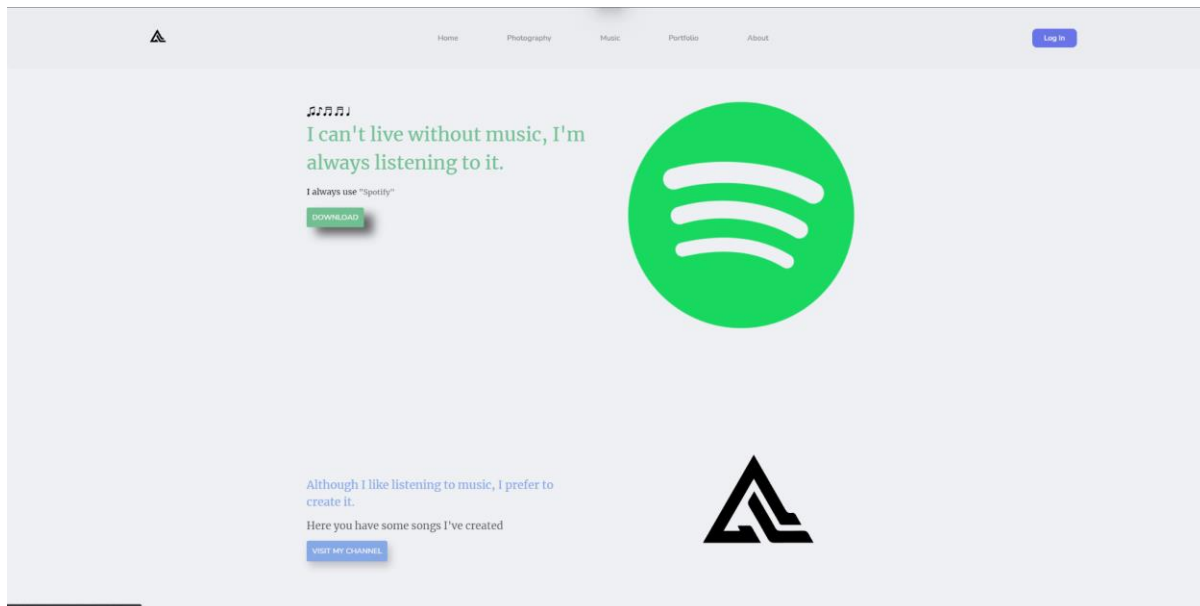 Home Photography Music Portfolio About Log In
♫♪♬♬♩
I can't live without music, I'm
always listening to it.
I always use "Spotify"
DOWNLOAD
Although I like listening to music, I prefer to
create it.
Here you have some songs I've created
VISIT MY CHANNEL